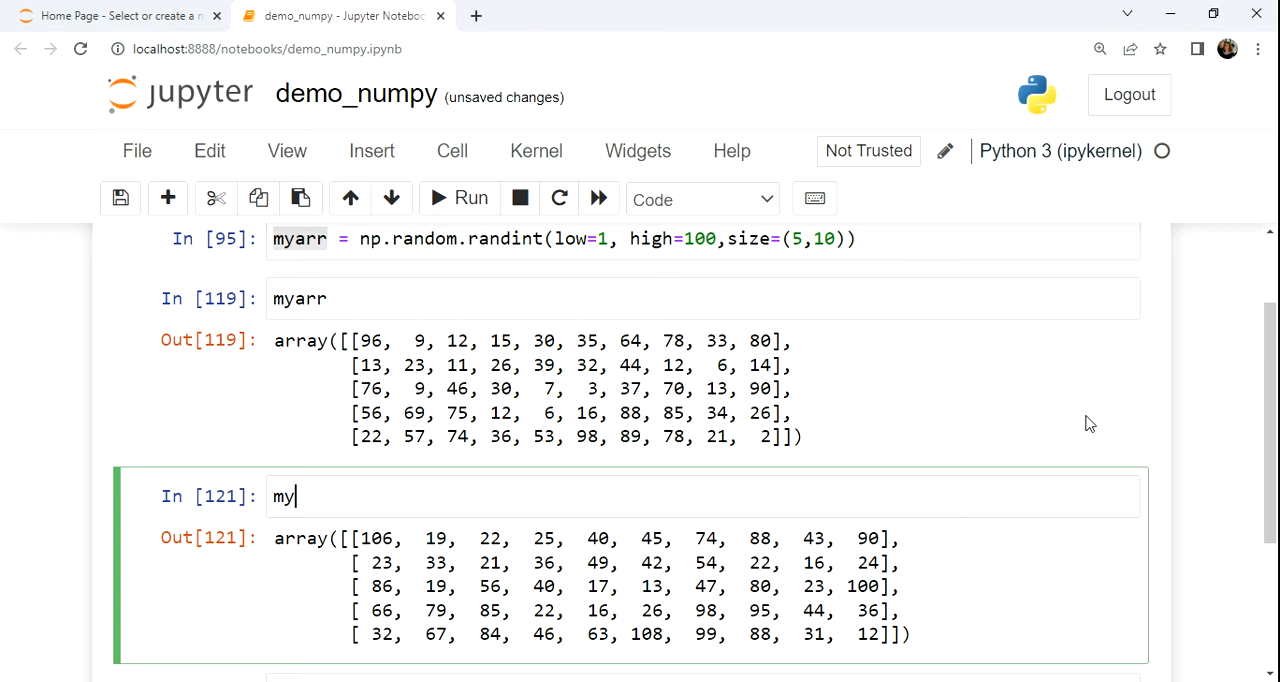 Home Page - Select or create a n
demo_numpy - Jupyter Noteboo
localhost:8888/notebooks/demo_numpy.ipynb
jupyter demo_numpy (unsaved changes)
Logout
File Edit View Insert Cell Kernel Widgets Help
Not Trusted
Python 3 (ipykernel)
Run
Code
In [95]: myarr = np.random.randint(low=1, high=100,size=(5,10))
In [119]: myarr
Out[119]: array([[96, 9, 12, 15, 30, 35, 64, 78, 33, 80],
[13, 23, 11, 26, 39, 32, 44, 12, 6, 14],
[76, 9, 46, 30, 7, 3, 37, 70, 13, 90],
[56, 69, 75, 12, 6, 16, 88, 85, 34, 26],
[22, 57, 74, 36, 53, 98, 89, 78, 21, 2]])
In [121]: my
Out[121]: array([[106, 19, 22, 25, 40, 45, 74, 88, 43, 90],
[ 23, 33, 21, 36, 49, 42, 54, 22, 16, 24],
[ 86, 19, 56, 40, 17, 13, 47, 80, 23, 100],
[ 66, 79, 85, 22, 16, 26, 98, 95, 44, 36],
[ 32, 67, 84, 46, 63, 108, 99, 88, 31, 12]])